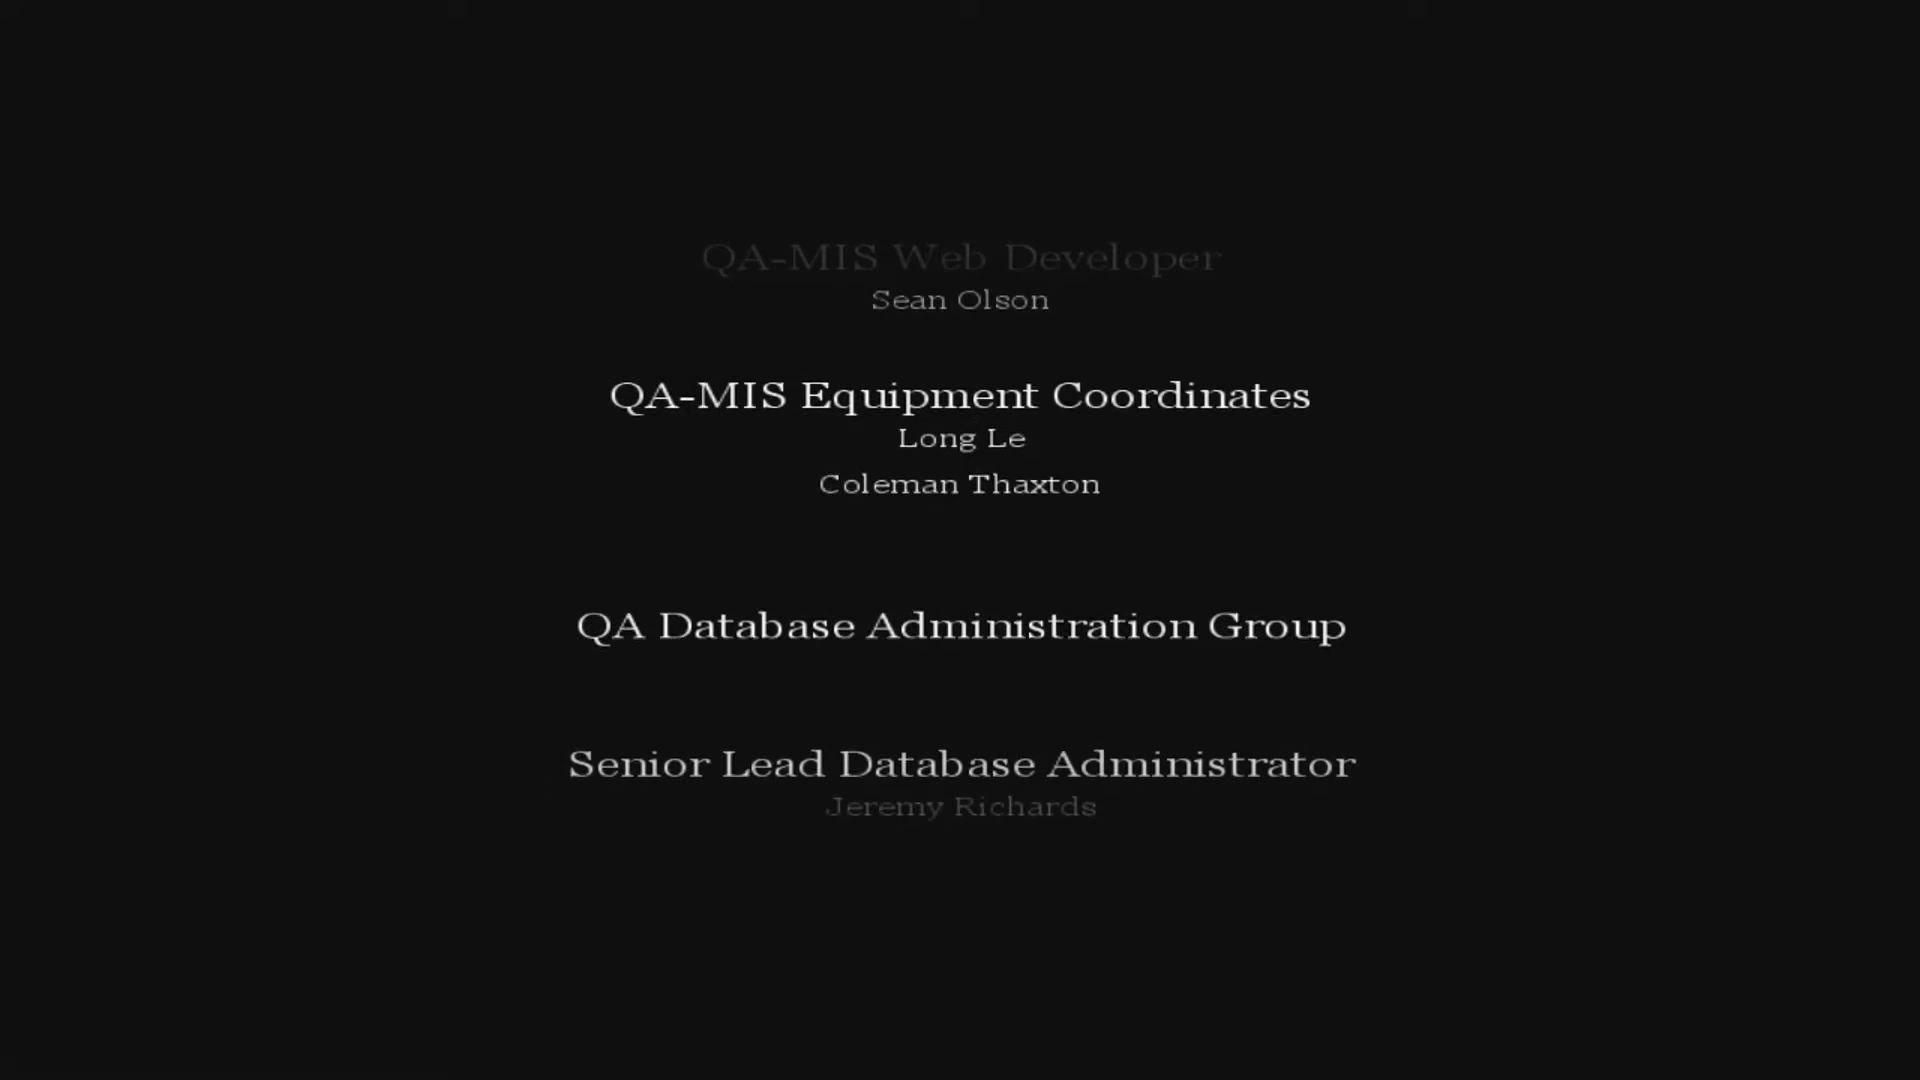 QA-MIS Web Developer
Sean Olson
QA-MIS Equipment Coordinates
Long Le
Coleman Thaxton
QA Database Administration Group
Senior Lead Database Administrator
Jeremy Richards